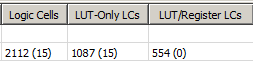 Logic Cells LUT-Only LCs LUT/Register LCs
2112 (15) 1087 (15) 554 (0)